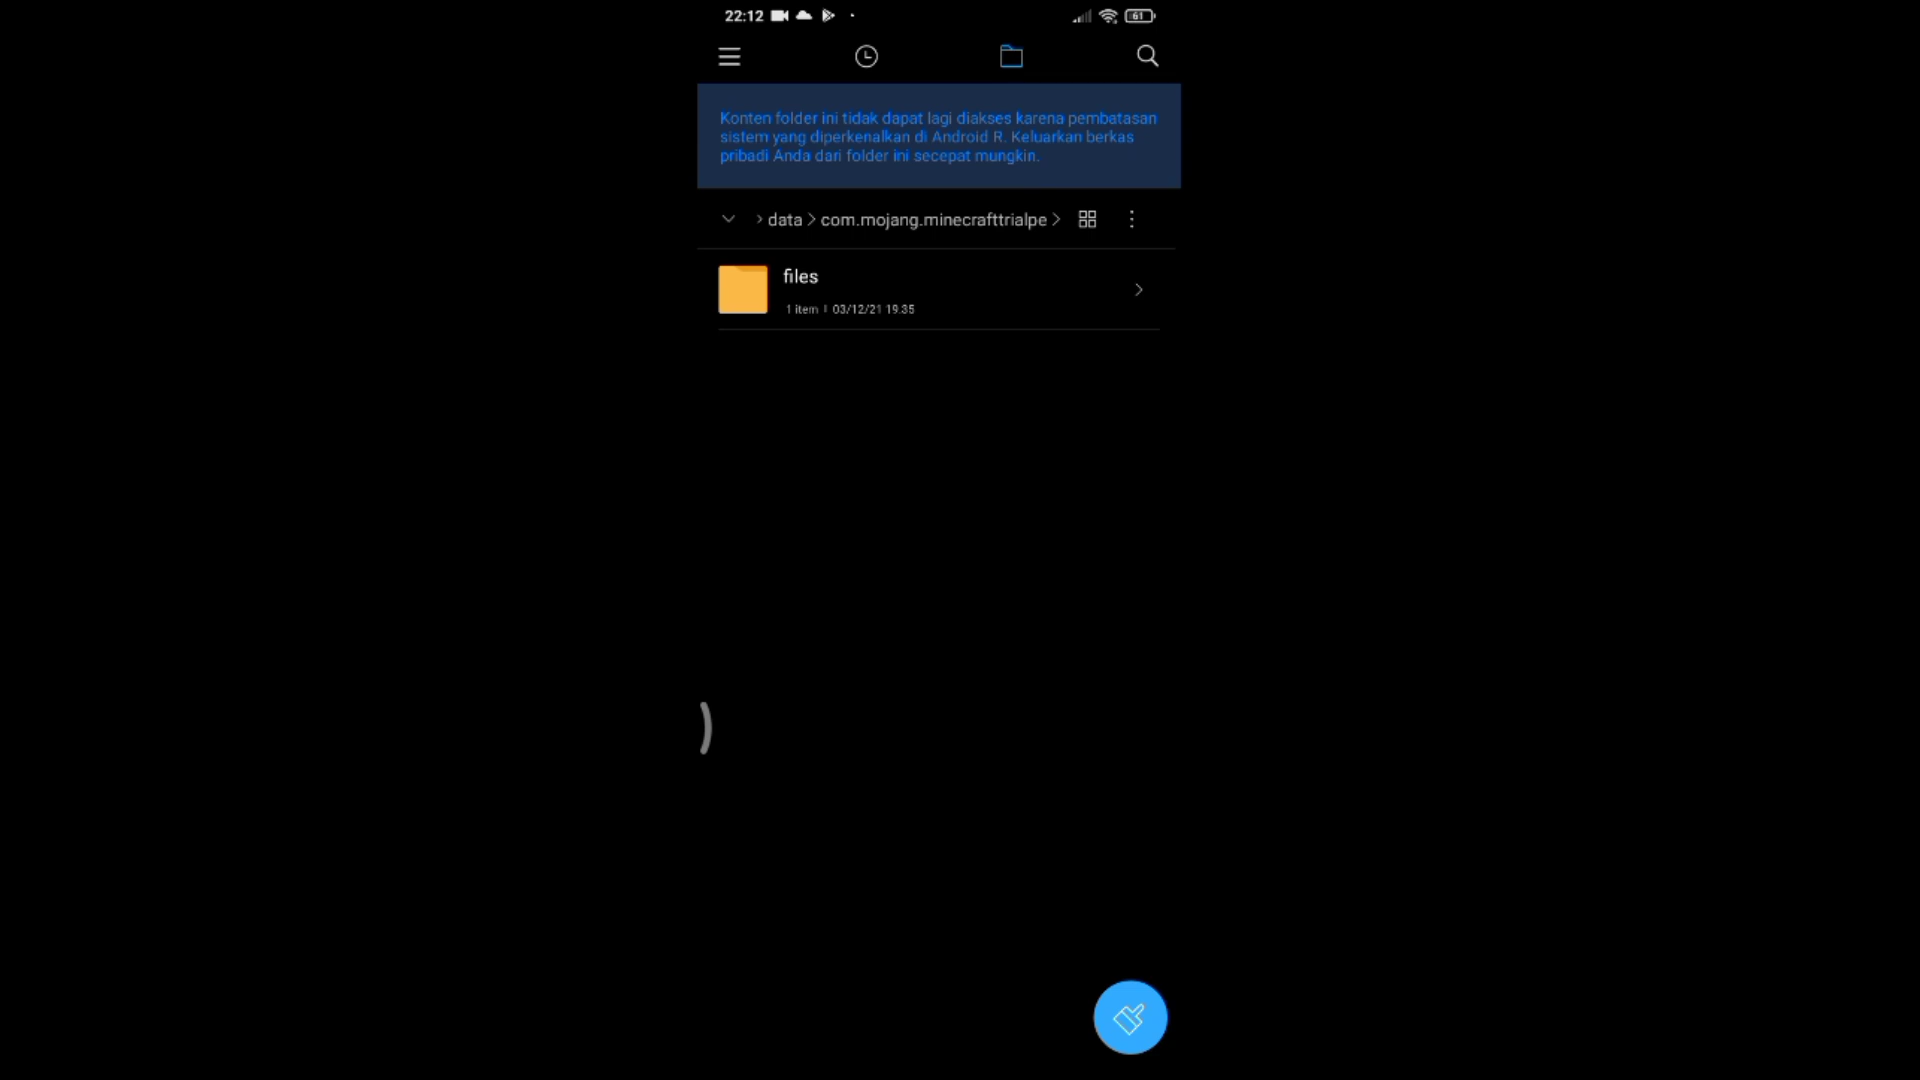 22:12
61
Konten folder ini tidak dapat lagi diakses karena pembatasan
sistem yang diperkenalkan di Android R. Keluarkan berkas
pribadi Anda dari folder ini secepat mungkin.
> data > com.mojang.minecrafttrialpe >
files
1 item | 03/12/21 19.35